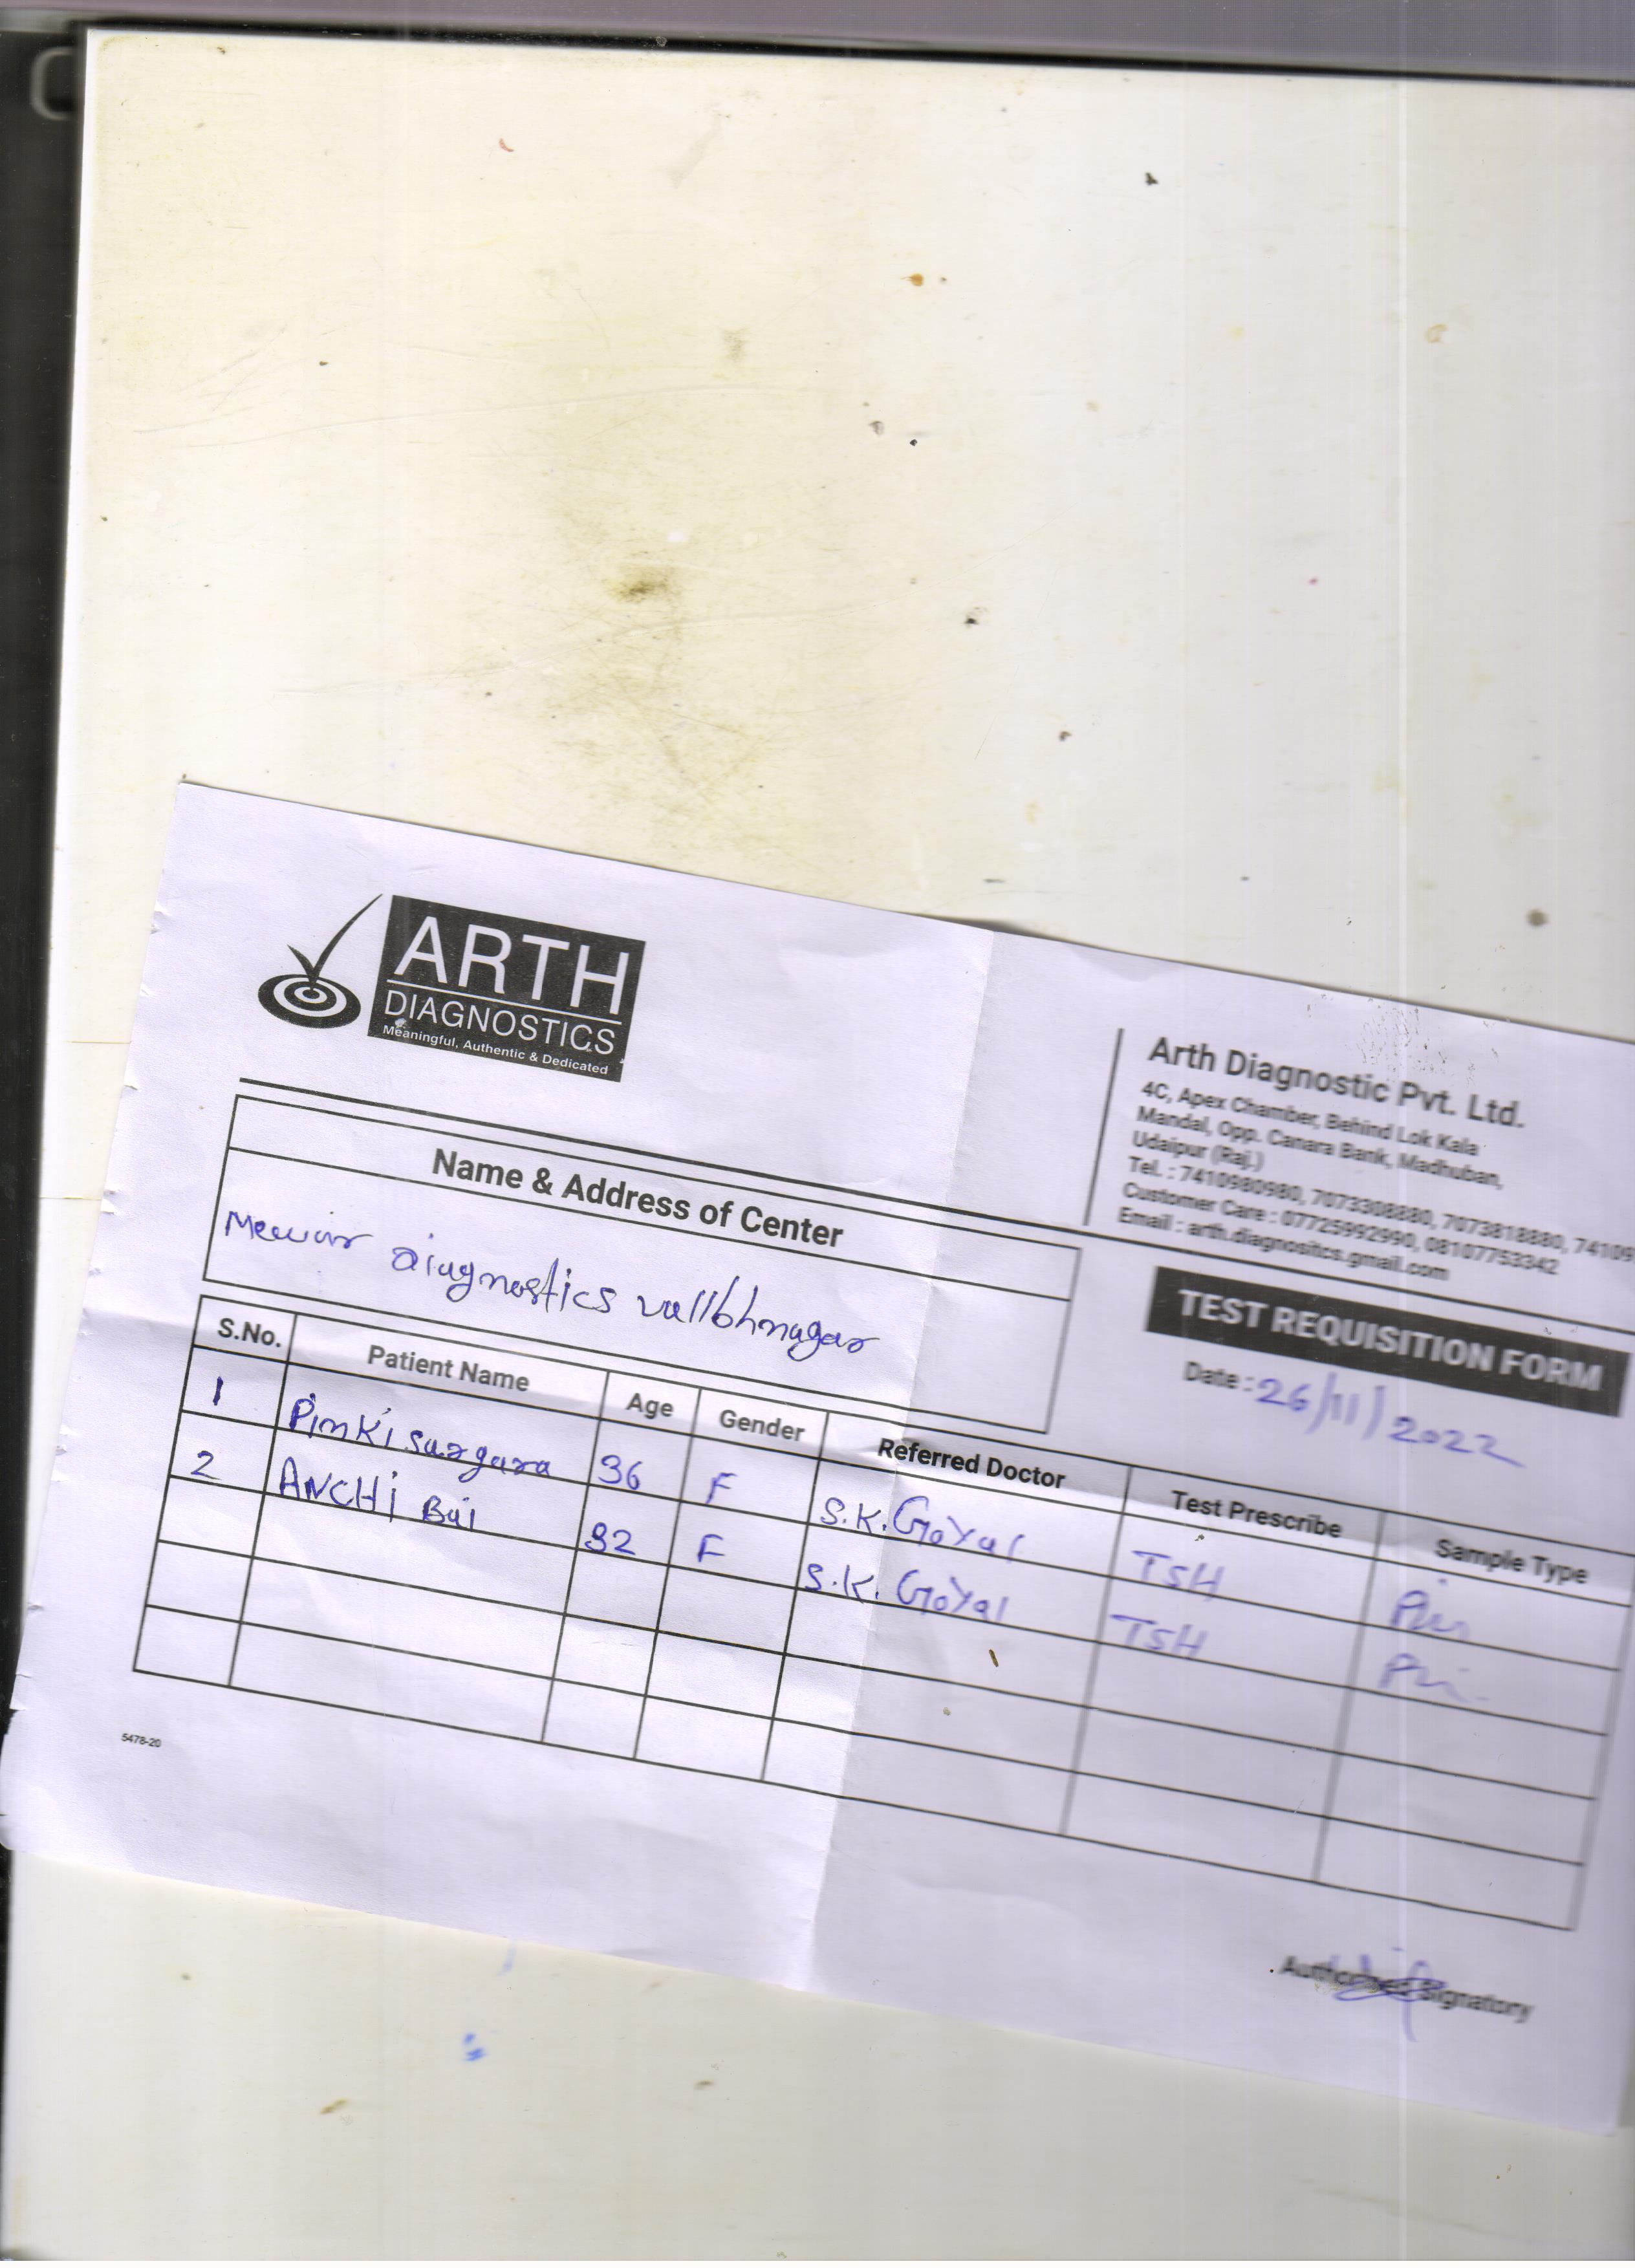 ARTH
DIAGNOSTICS
Meaningful, Authentic & Dedicated
Arth Diagnostic Pvt. Ltd.
4C, Apex Chamber, Behind Lok Kala
Mandal, Opp. Canara Bank, Madhuban,
Udaipur (Raj.)
Tel. : 7410980980, 7073308880, 7073818880, 74109
Customer Care : 07725992990, 08107753342
Email : arth.diagnositcs.gmail.com
Name & Address of Center
Mewar diagnostics vallbhnagar
TEST REQUISITION FORM
Date : 26/11/2022
S.No. Patient Name Age Gender Referred Doctor Test Prescribe Sample Type
1 Pinki sargara 36 F S.K. Goyal TSH
2 ANCHI Bai 32 F S.K. Goyal TSH
5478-20
Authorised Signatory